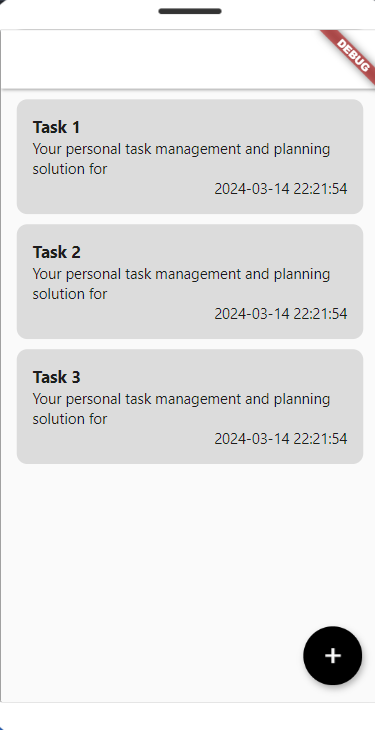 DEBUG
Task 1
Your personal task management and planning
solution for
2024-03-14 22:21:54
Task 2
Your personal task management and planning
solution for
2024-03-14 22:21:54
Task 3
Your personal task management and planning
solution for
2024-03-14 22:21:54
+